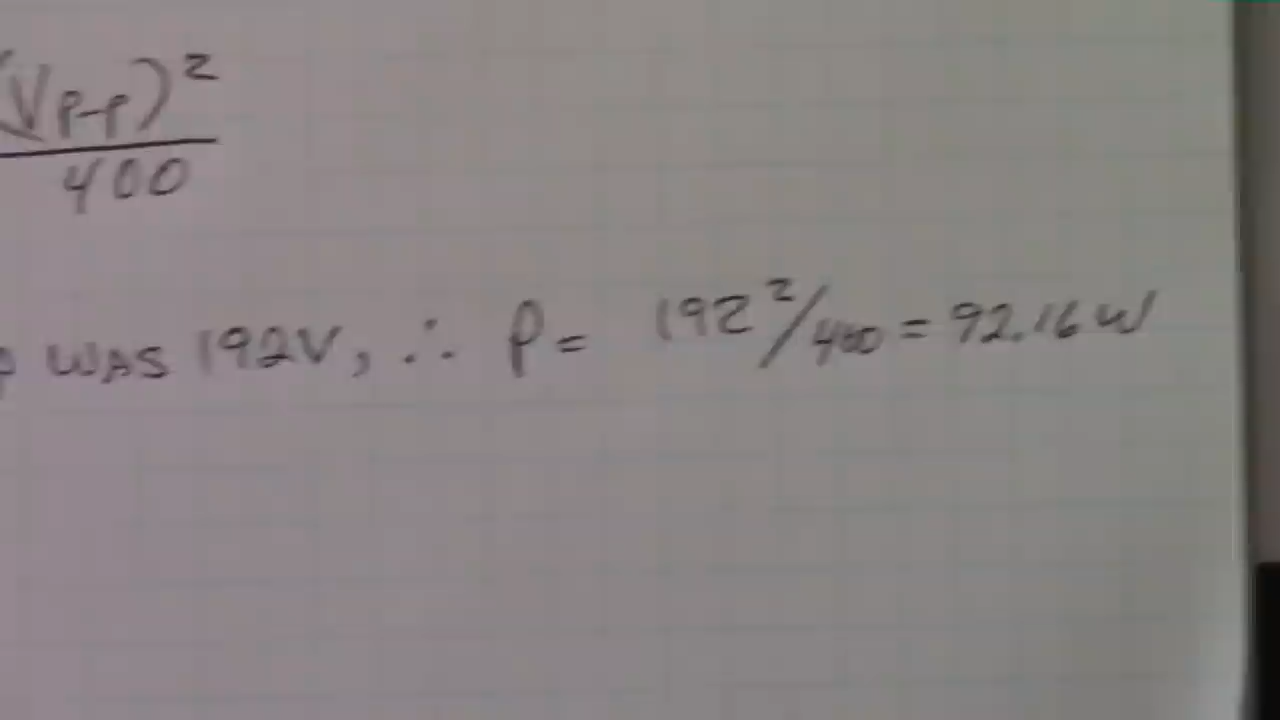 (Vp-p)²
400
P WAS 192V, ∴ P = 192²/400 = 92.16W